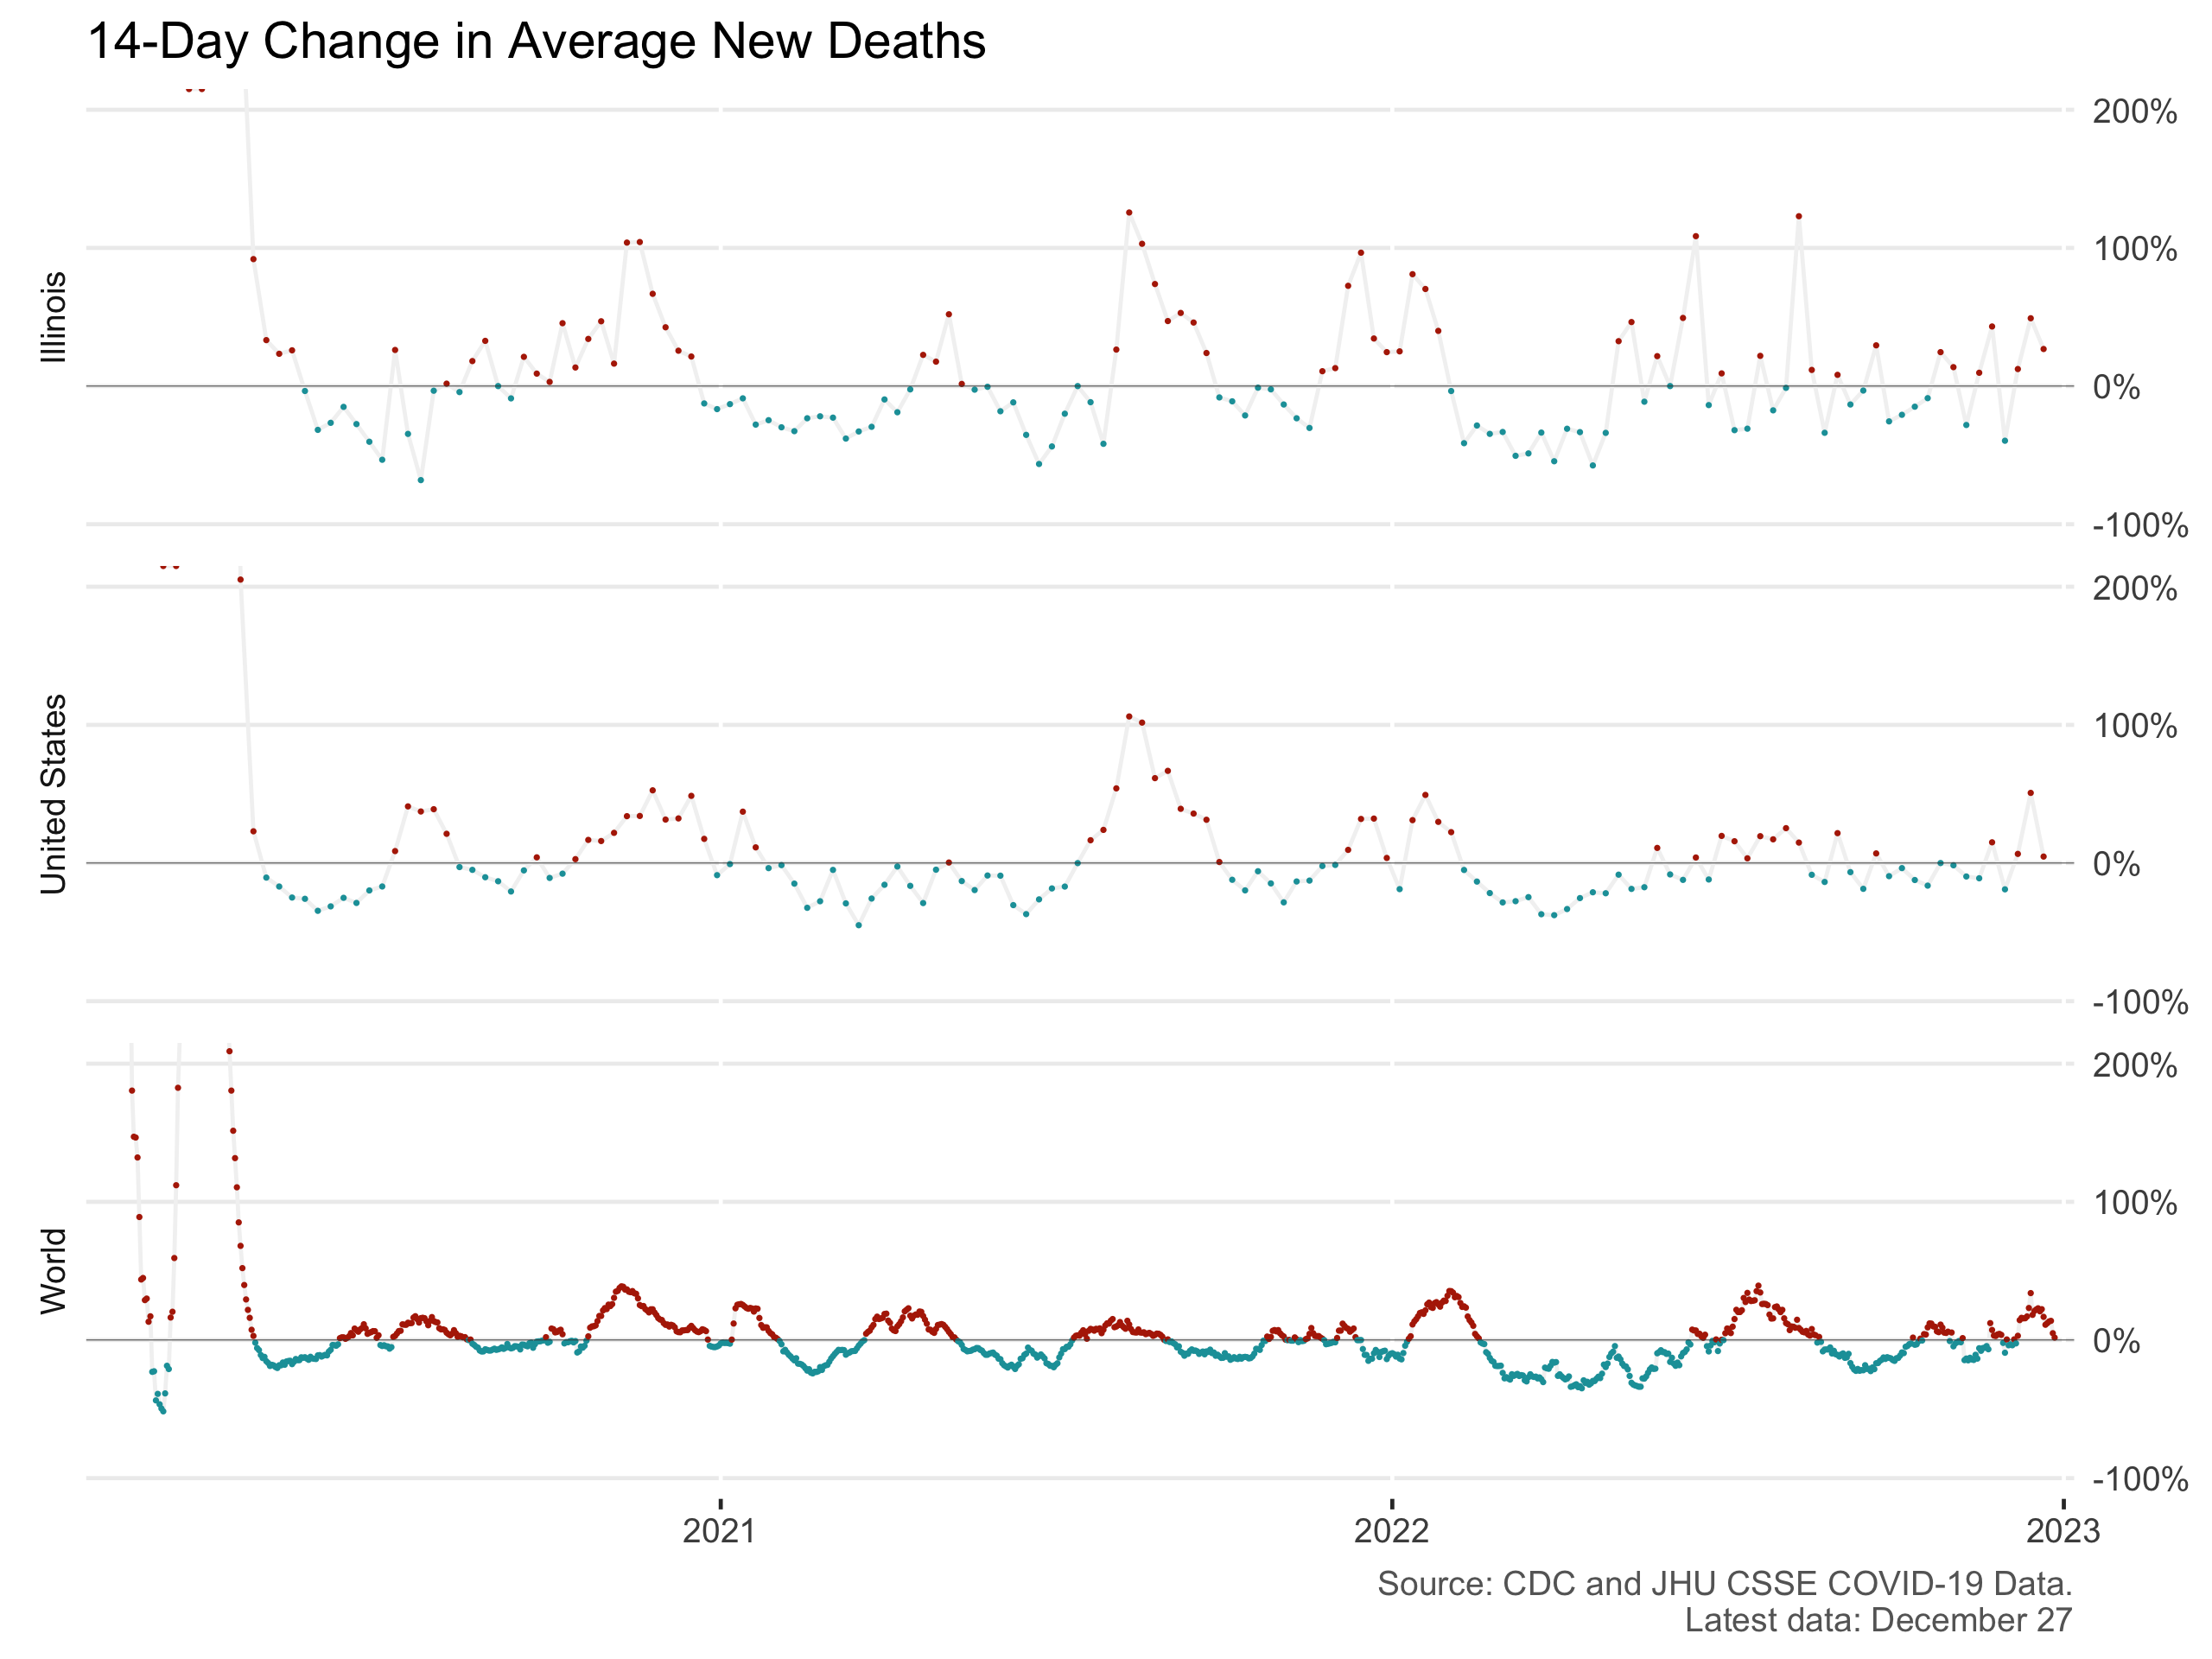 14-Day Change in Average New Deaths
Illinois
200%
100%
0%
-100%
United States
200%
100%
0%
-100%
World
200%
100%
0%
-100%
2021
2022
2023
Source: CDC and JHU CSSE COVID-19 Data.
Latest data: December 27